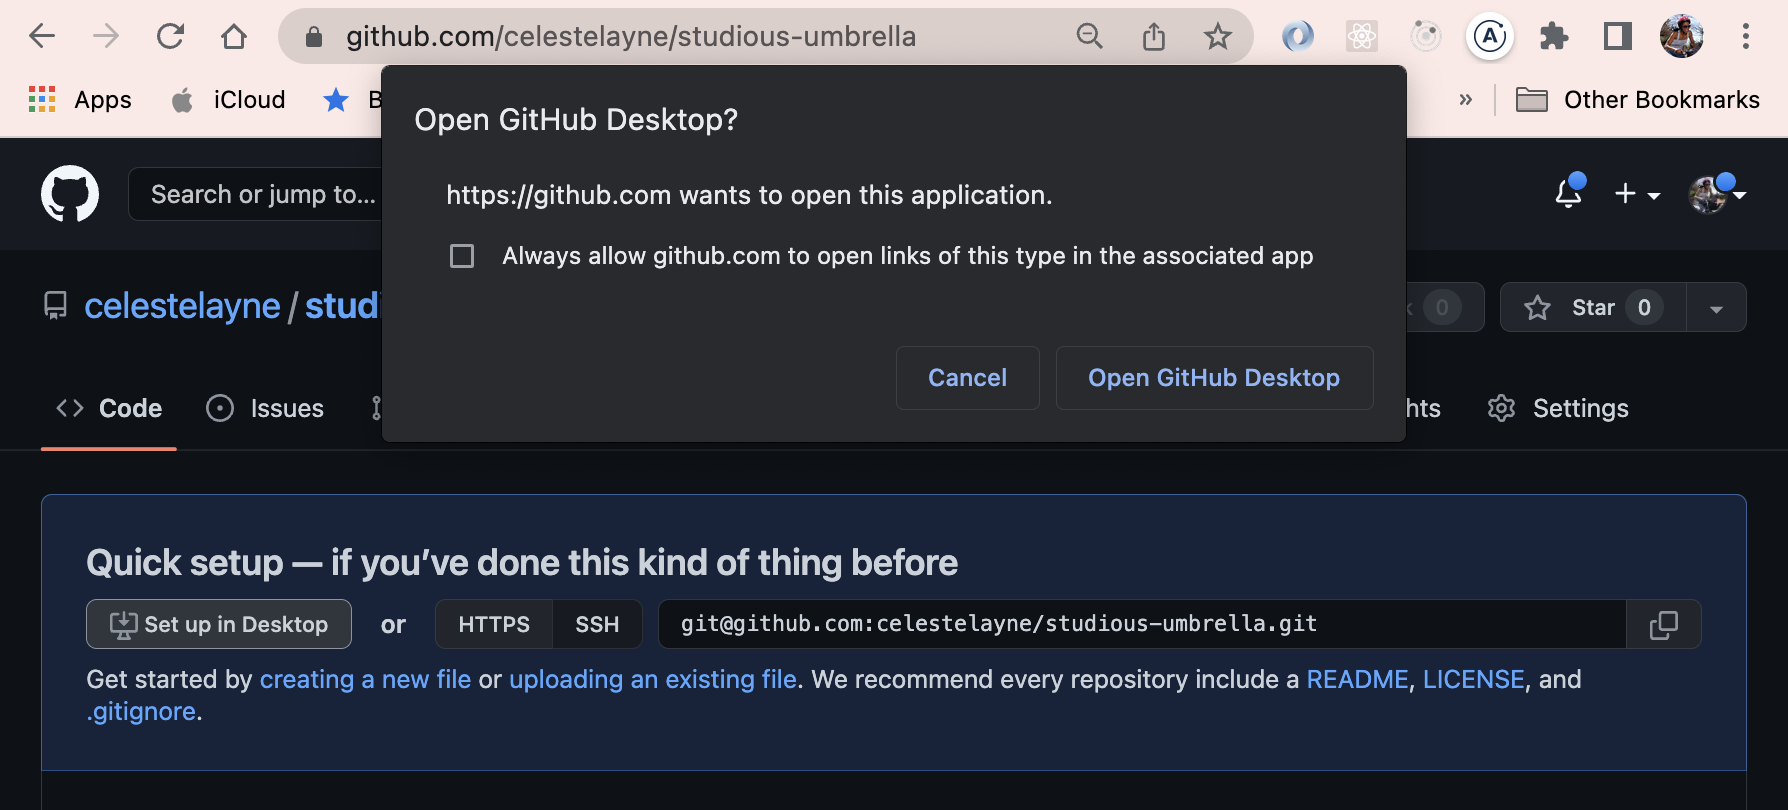 github.com/celestelayne/studious-umbrella
A
Apps
iCloud
B
»
Other Bookmarks
Open GitHub Desktop?
https://github.com wants to open this application.
Always allow github.com to open links of this type in the associated app
Cancel
Open GitHub Desktop
Search or jump to...
celestelayne / studi
k 0
Star 0
Code
Issues
hts
Settings
Quick setup — if you’ve done this kind of thing before
Set up in Desktop or HTTPS SSH git@github.com:celestelayne/studious-umbrella.git
Get started by creating a new file or uploading an existing file. We recommend every repository include a README, LICENSE, and
.gitignore.